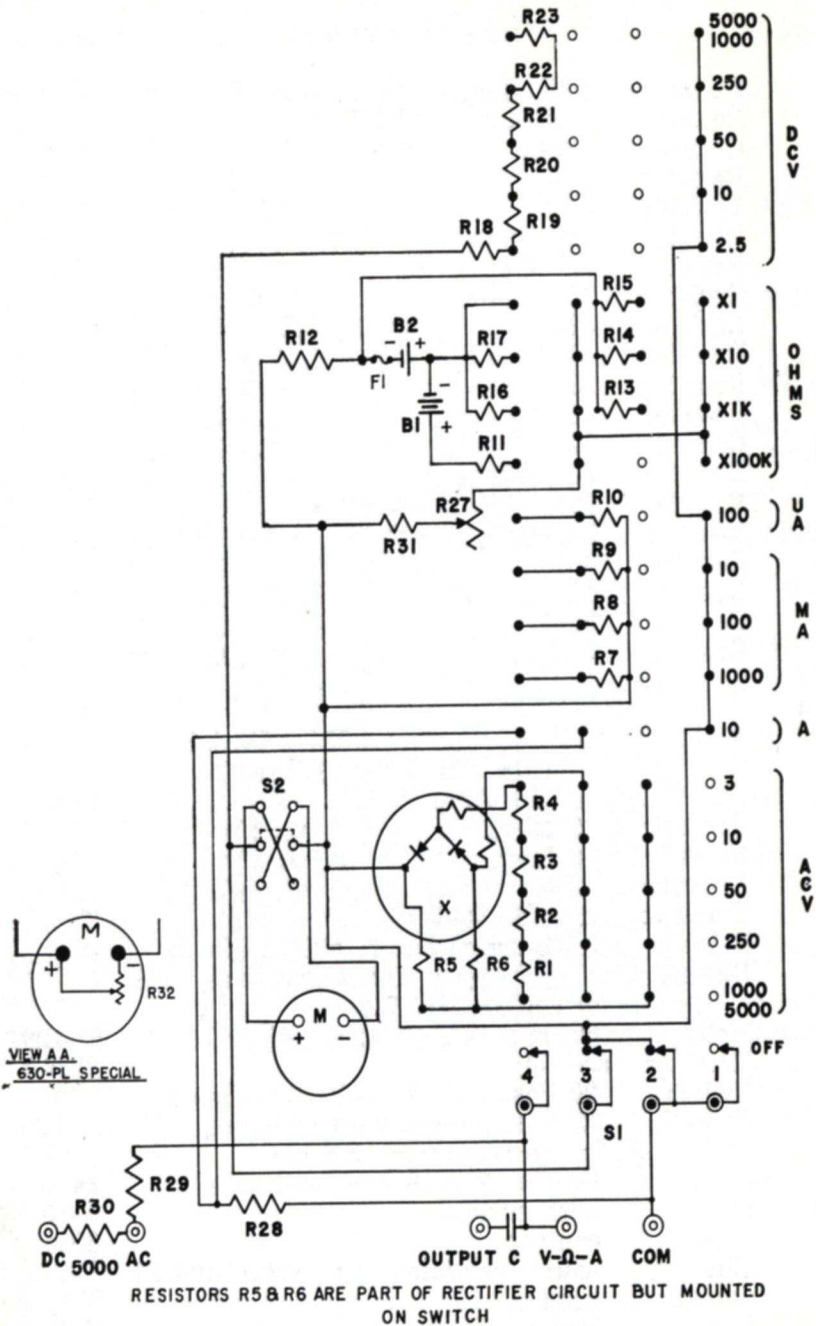 R23
5000
1000
R22
250
R21
50
R20
10
R19
R18
2.5
DCV
R15
X1
R12
B2
- +
R17
R14
X10
F1
-
R16
R13
X1K
B1
+
R11
X100K
OHMS
R27
R10
100
UA
R31
R9
10
R8
100
R7
1000
MA
10
A
S2
3
R4
10
R3
50
X
R2
250
R5
R6
R1
1000
5000
ACV
M
+ -
R32
VIEW A.A.
630-PL SPECIAL
M
+ -
OFF
4 3 2 1
S1
R29
R30
R28
DC 5000 AC
OUTPUT C V-Ω-A COM
RESISTORS R5 & R6 ARE PART OF RECTIFIER CIRCUIT BUT MOUNTED
ON SWITCH